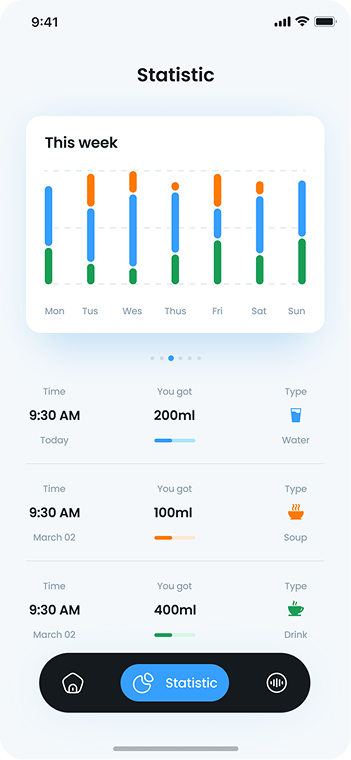 9:41
Statistic
This week
Mon Tus Wes Thus Fri Sat Sun
Time You got Type
9:30 AM 200ml
Today Water
Time You got Type
9:30 AM 100ml
March 02 Soup
Time You got Type
9:30 AM 400ml
March 02 Drink
Statistic